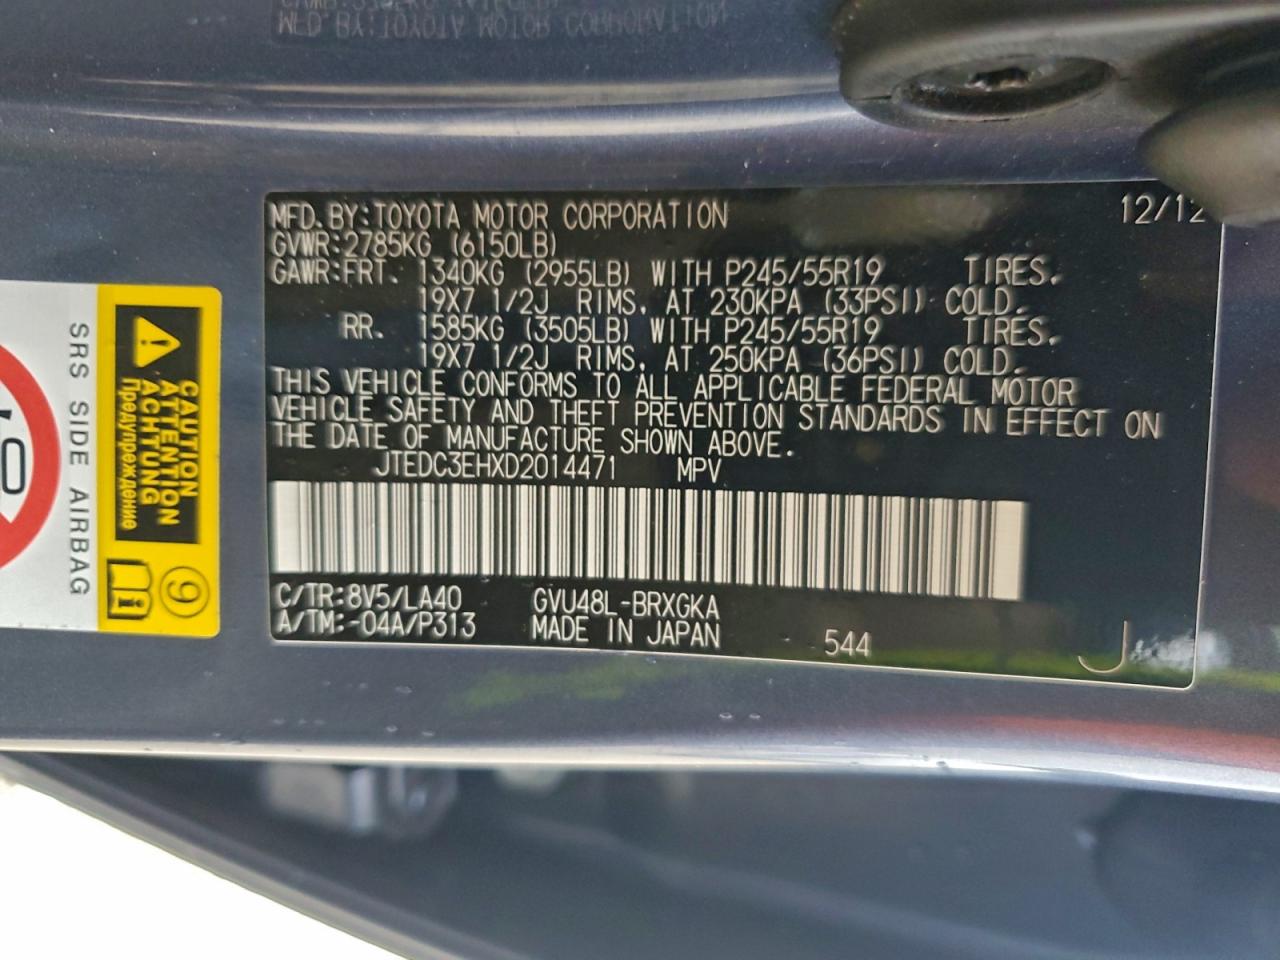 MFD.BY:TOYOTA MOTOR CORPORATION 12/12
GVWR:2785KG (6150LB)
GAWR:FRT. 1340KG (2955LB) WITH P245/55R19 TIRES.
19X7 1/2J RIMS, AT 230KPA (33PSI) COLD.
RR. 1585KG (3505LB) WITH P245/55R19 TIRES.
19X7 1/2J RIMS, AT 250KPA (36PSI) COLD.
THIS VEHICLE CONFORMS TO ALL APPLICABLE FEDERAL MOTOR
VEHICLE SAFETY AND THEFT PREVENTION STANDARDS IN EFFECT ON
THE DATE OF MANUFACTURE SHOWN ABOVE.
JTEDC3EHXD2014471 MPV
C/TR:8V5/LA40 GVU48L-BRXGKA
A/TM:-04A/P313 MADE IN JAPAN 544 J
CAUTION
ATTENTION
ACHTUNG
Предупреждение
9
SRS SIDE AIRBAG